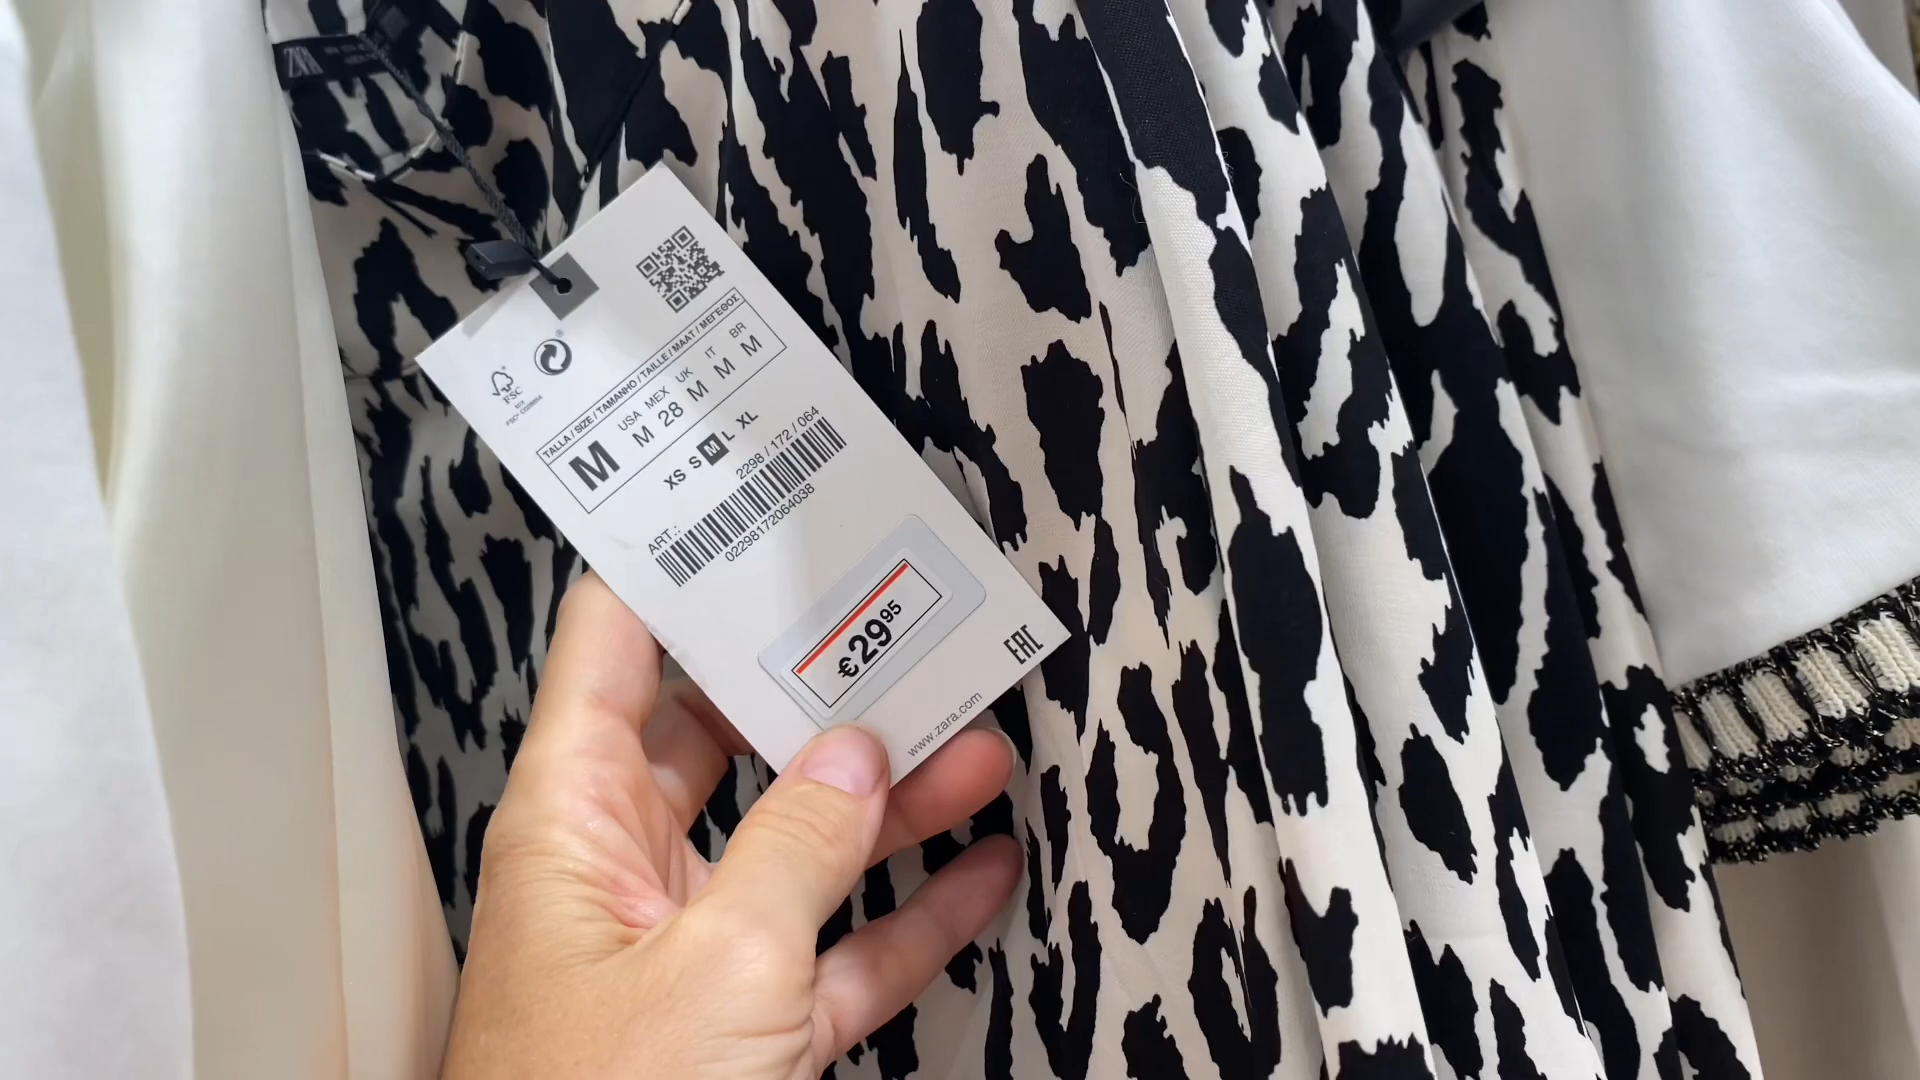 ZARA
FSC
MIX
TALLA / SIZE / TAMANHO / TAILLE / MAAT / ΜΕΓΕΘΟΣ
M
USA MEX UK IT BR
M 28 M M M
XS S M L XL
ART.: 2298 / 172 / 064
02298172064038
€29 95
EAC
www.zara.com